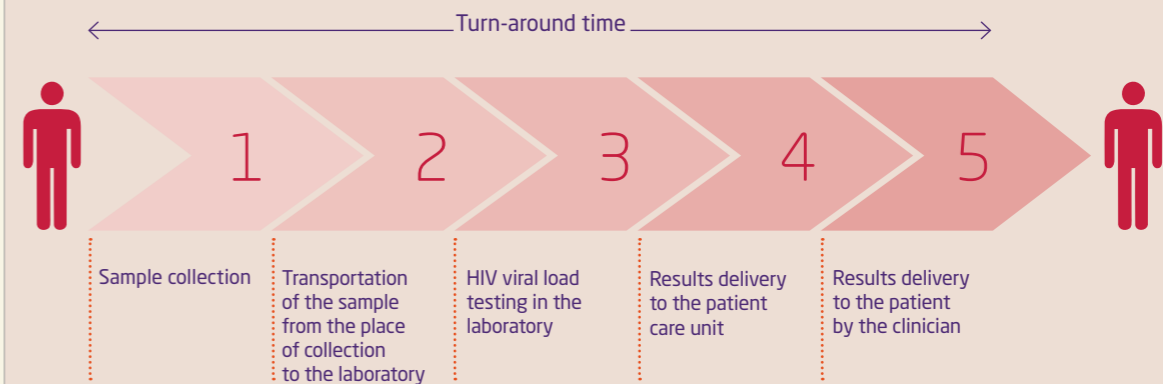 Turn-around time
1
2
3
4
5
Sample collection
Transportation
of the sample
from the place
of collection
to the laboratory
HIV viral load
testing in the
laboratory
Results delivery
to the patient
care unit
Results delivery
to the patient
by the clinician